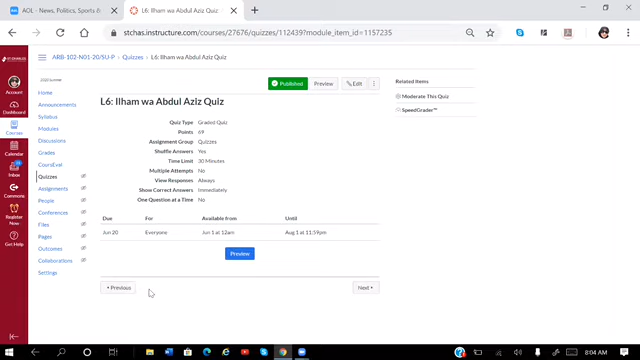 AOL - News, Politics, Sports &
L6: Ilham wa Abdul Aziz Quiz
stchas.instructure.com/courses/27676/quizzes/112439?module_item_id=1157235
ARB-102-N01-20/SU-P > Quizzes > L6: Ilham wa Abdul Aziz Quiz
Account
Dashboard
Courses
Calendar
Inbox
Commons
Register Now
Get Help
2020 Summer
Home
Announcements
Syllabus
Modules
Discussions
Grades
CoursEval
Quizzes
Assignments
People
Conferences
Files
Pages
Outcomes
Collaborations
Settings
Published
Preview
Edit
L6: Ilham wa Abdul Aziz Quiz
Quiz Type Graded Quiz
Points 69
Assignment Group Quizzes
Shuffle Answers Yes
Time Limit 30 Minutes
Multiple Attempts No
View Responses Always
Show Correct Answers Immediately
One Question at a Time No
Due For Available from Until
Jun 20 Everyone Jun 1 at 12am Aug 1 at 11:59pm
Preview
Previous
Next
Related Items
Moderate This Quiz
SpeedGrader™
8:04 AM